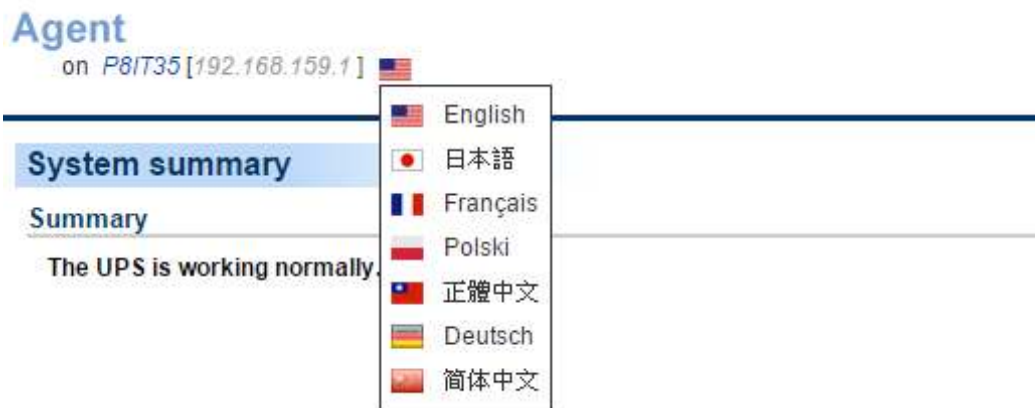 Agent
on P8IT35 [192.168.159.1 ]
English
System summary
日本語
Français
Summary
Polski
The UPS is working normally.
正體中文
Deutsch
简体中文